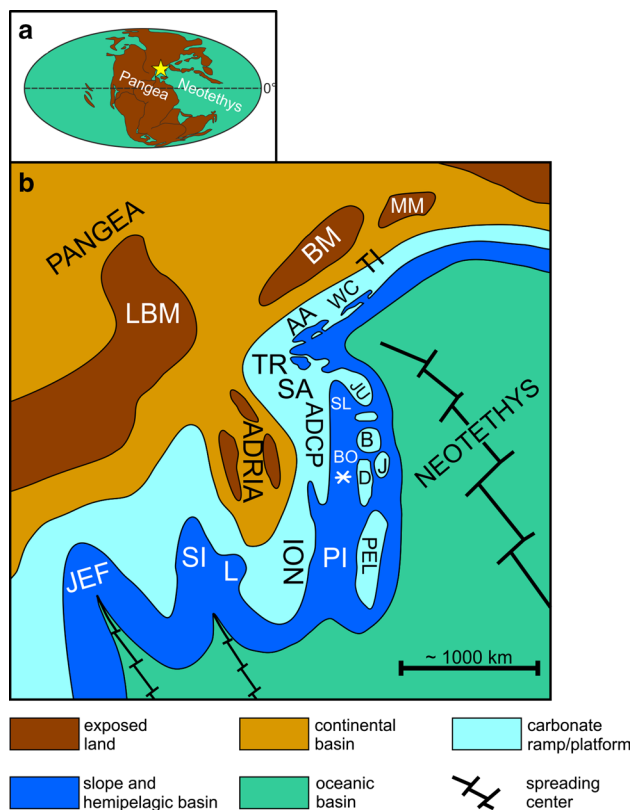 a
Pangea
Neotethys
0°
b
PANGEA
MM
BM
TI
LBM
WC
AA
TR
SA
JU
SL
ADCP
NEOTETHYS
ADRIA
B
BO
J
D
ION
PI
PEL
SI
L
JEF
~ 1000 km
exposed land
continental basin
carbonate ramp/platform
slope and hemipelagic basin
oceanic basin
spreading center